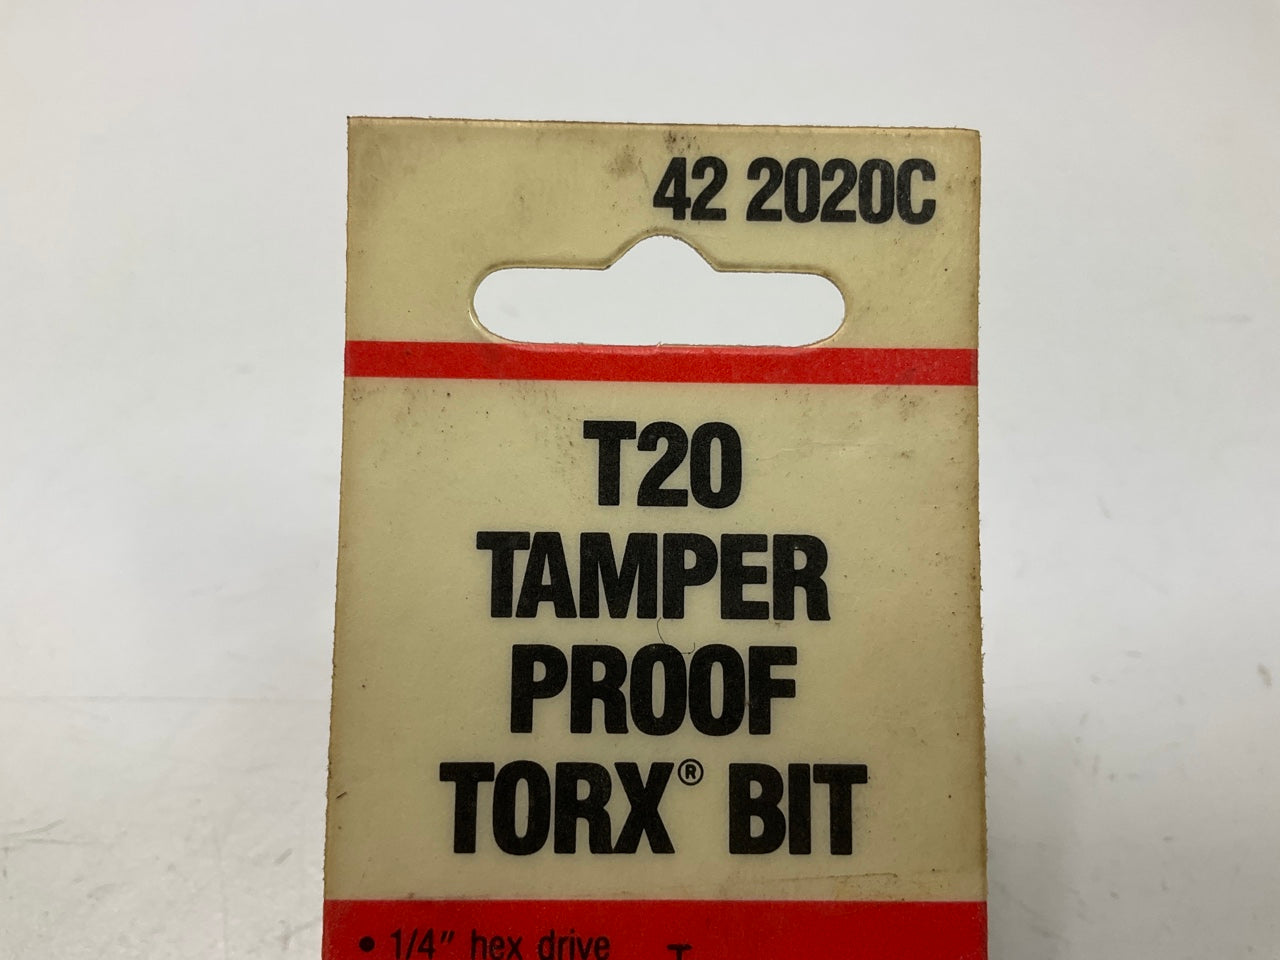 42 2020C
T20
TAMPER
PROOF
TORX® BIT
• 1/4" hex drive